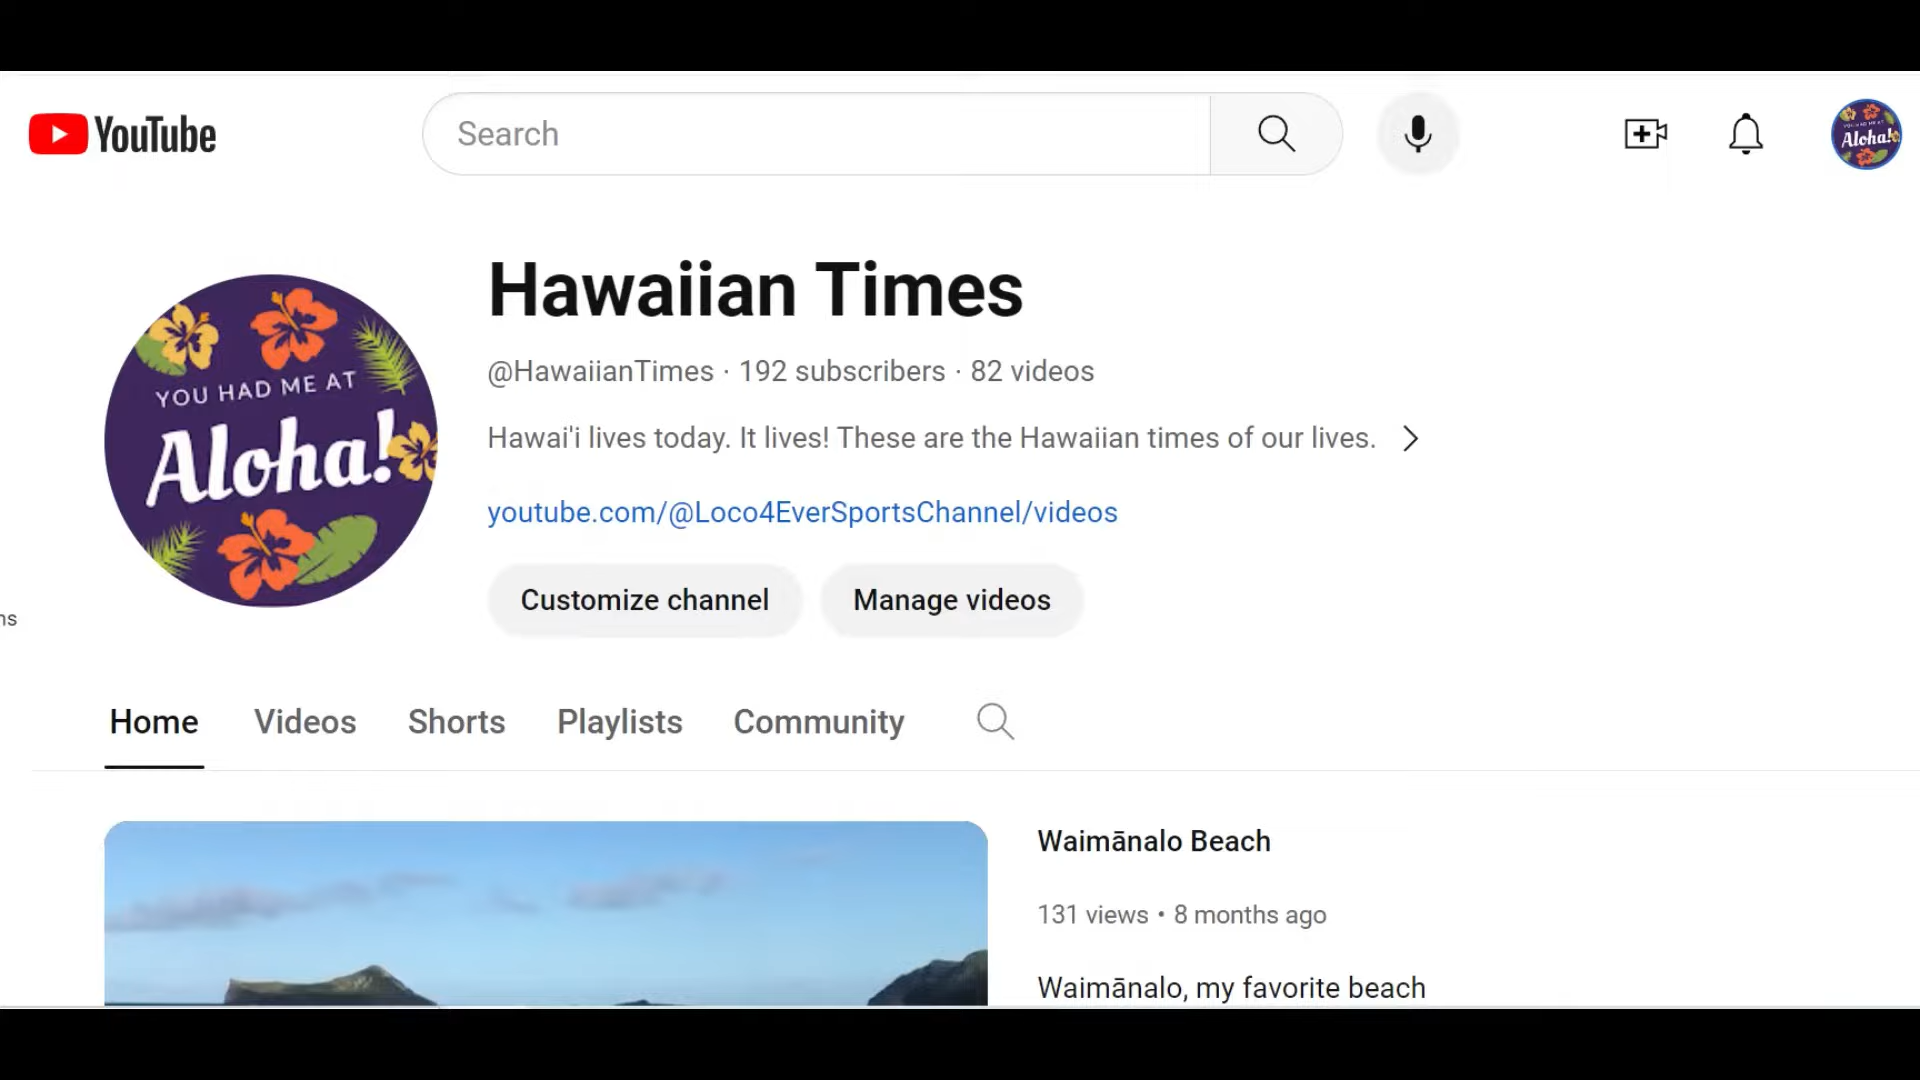 YouTube
Search
Aloha!
Hawaiian Times
@HawaiianTimes · 192 subscribers · 82 videos
YOU HAD ME AT
Aloha!
Hawai'i lives today. It lives! These are the Hawaiian times of our lives.
youtube.com/@Loco4EverSportsChannel/videos
Customize channel
Manage videos
ns
Home Videos Shorts Playlists Community
Waimānalo Beach
131 views • 8 months ago
Waimānalo, my favorite beach